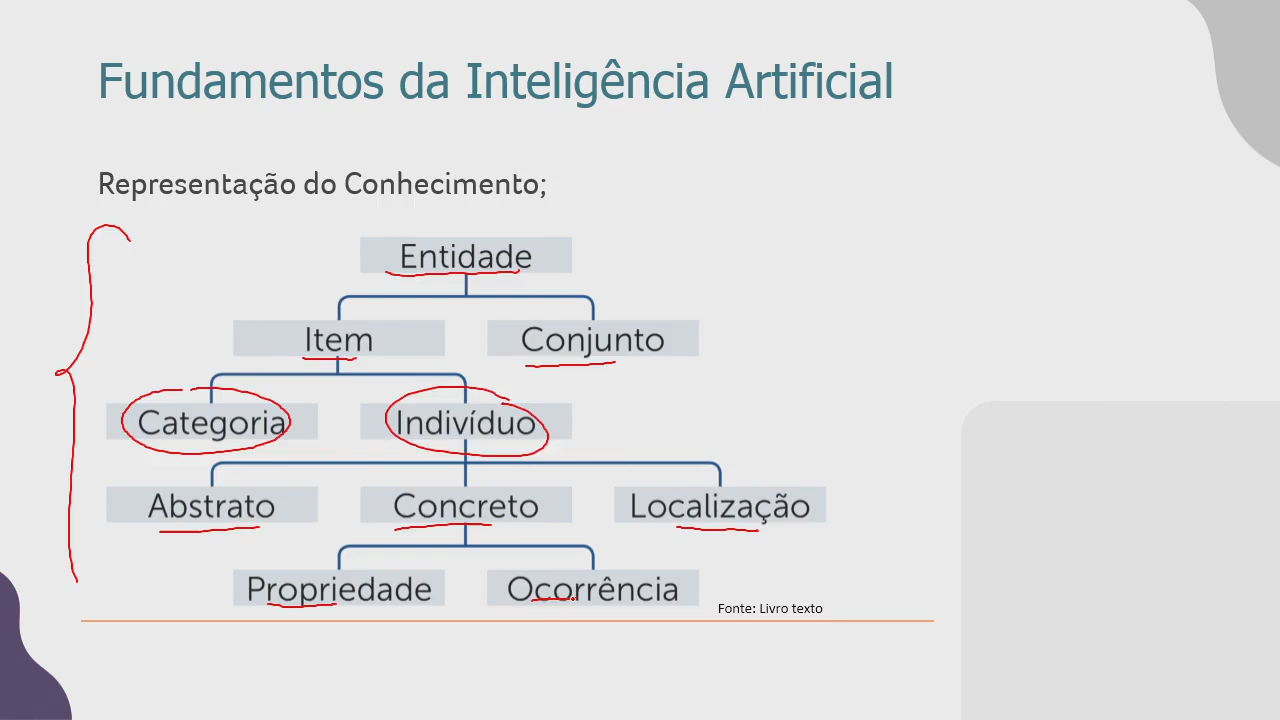 Fundamentos da Inteligência Artificial
Representação do Conhecimento;
Entidade
Item
Conjunto
Categoria
Indivíduo
Abstrato
Concreto
Localização
Propriedade
Ocorrência
Fonte: Livro texto